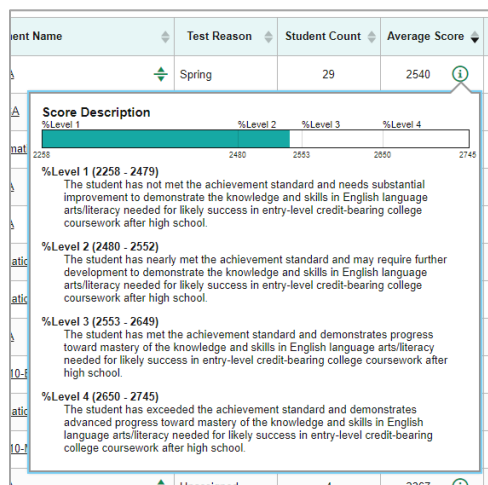 ent Name Test Reason Student Count Average Score
A Spring 29 2540
Score Description
%Level 1 %Level 2 %Level 3 %Level 4
2258 2480 2553 2650 2745
%Level 1 (2258 - 2479)
The student has not met the achievement standard and needs substantial
improvement to demonstrate the knowledge and skills in English language
arts/literacy needed for likely success in entry-level credit-bearing college
coursework after high school.
%Level 2 (2480 - 2552)
The student has nearly met the achievement standard and may require further
development to demonstrate the knowledge and skills in English language
arts/literacy needed for likely success in entry-level credit-bearing college
coursework after high school.
%Level 3 (2553 - 2649)
The student has met the achievement standard and demonstrates progress
toward mastery of the knowledge and skills in English language arts/literacy
needed for likely success in entry-level credit-bearing college coursework after
high school.
%Level 4 (2650 - 2745)
The student has exceeded the achievement standard and demonstrates
advanced progress toward mastery of the knowledge and skills in English
language arts/literacy needed for likely success in entry-level credit-bearing
college coursework after high school.